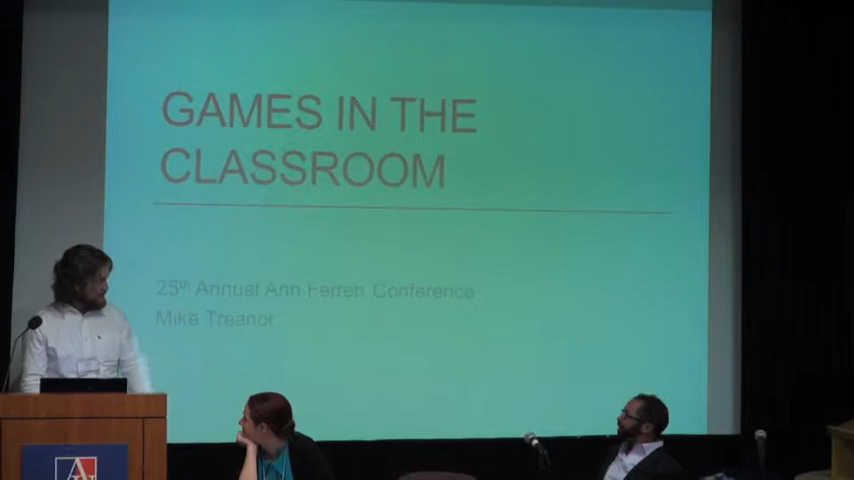 GAMES IN THE
CLASSROOM
25th Annual Ann Ferren Conference
Mike Treanor